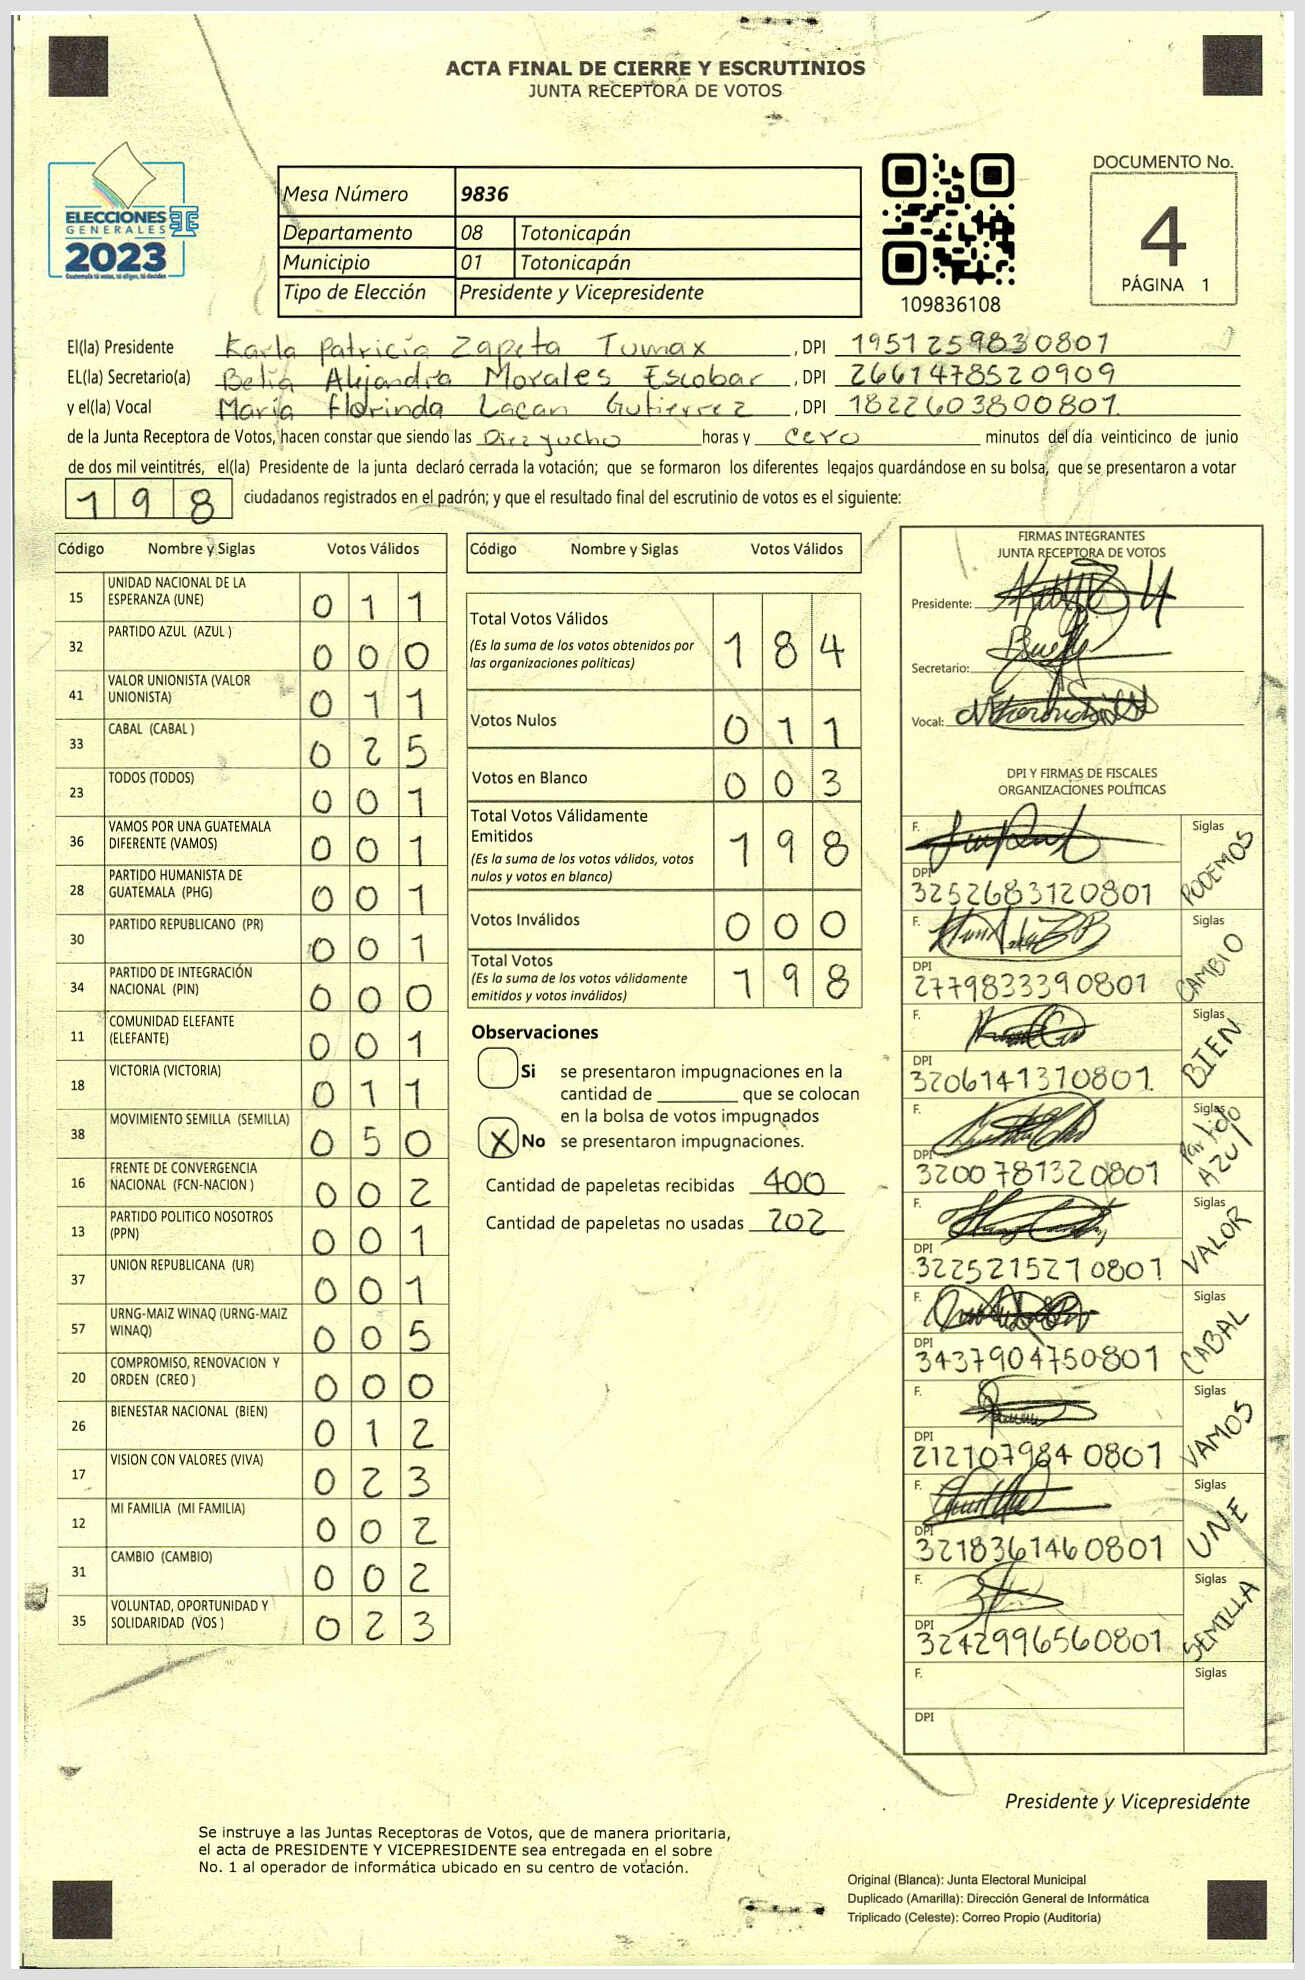 ACTA FINAL DE CIERRE Y ESCRUTINIOS
JUNTA RECEPTORA DE VOTOS
ELECCIONES
GENERALES
2023
Guatemala tú votas, tú eliges, tú decides
Mesa Número 9836
Departamento 08 Totonicapán
Municipio 01 Totonicapán
Tipo de Elección Presidente y Vicepresidente
109836108
DOCUMENTO No.
4
PÁGINA 1
El(la) Presidente Karla Patricia Zapeta Tumax , DPI 1951259830801
EL(la) Secretario(a) Belia Alejandra Morales Escobar , DPI 2661478520909
y el(la) Vocal María Florinda Lacan Gutierrez , DPI 1822603800801.
de la Junta Receptora de Votos, hacen constar que siendo las Diezyocho horas y cero minutos del día veinticinco de junio
de dos mil veintitrés, el(la) Presidente de la junta declaró cerrada la votación; que se formaron los diferentes legajos guardándose en su bolsa, que se presentaron a votar
198 ciudadanos registrados en el padrón; y que el resultado final del escrutinio de votos es el siguiente:
Código Nombre y Siglas Votos Válidos
15 UNIDAD NACIONAL DE LA
ESPERANZA (UNE) 011
32 PARTIDO AZUL (AZUL ) 000
41 VALOR UNIONISTA (VALOR
UNIONISTA) 011
33 CABAL (CABAL ) 025
23 TODOS (TODOS) 001
36 VAMOS POR UNA GUATEMALA
DIFERENTE (VAMOS) 001
28 PARTIDO HUMANISTA DE
GUATEMALA (PHG) 001
30 PARTIDO REPUBLICANO (PR) 001
34 PARTIDO DE INTEGRACIÓN
NACIONAL (PIN) 000
11 COMUNIDAD ELEFANTE
(ELEFANTE) 001
18 VICTORIA (VICTORIA) 011
38 MOVIMIENTO SEMILLA (SEMILLA) 050
16 FRENTE DE CONVERGENCIA
NACIONAL (FCN-NACION ) 002
13 PARTIDO POLITICO NOSOTROS
(PPN) 001
37 UNION REPUBLICANA (UR) 001
57 URNG-MAIZ WINAQ (URNG-MAIZ
WINAQ) 005
20 COMPROMISO, RENOVACION Y
ORDEN (CREO ) 000
26 BIENESTAR NACIONAL (BIEN) 012
17 VISION CON VALORES (VIVA) 023
12 MI FAMILIA (MI FAMILIA) 002
31 CAMBIO (CAMBIO) 002
35 VOLUNTAD, OPORTUNIDAD Y
SOLIDARIDAD (VOS ) 023
Código Nombre y Siglas Votos Válidos
Total Votos Válidos 184
(Es la suma de los votos obtenidos por
las organizaciones políticas)
Votos Nulos 011
Votos en Blanco 003
Total Votos Válidamente
Emitidos 198
(Es la suma de los votos válidos, votos
nulos y votos en blanco)
Votos Inválidos 000
Total Votos 198
(Es la suma de los votos válidamente
emitidos y votos inválidos)
Observaciones
Si se presentaron impugnaciones en la
cantidad de ________ que se colocan
en la bolsa de votos impugnados
X No se presentaron impugnaciones.
Cantidad de papeletas recibidas 400
Cantidad de papeletas no usadas 202
FIRMAS INTEGRANTES
JUNTA RECEPTORA DE VOTOS
Presidente:
Secretario:
Vocal:
DPI Y FIRMAS DE FISCALES
ORGANIZACIONES POLÍTICAS
F. Siglas PODEMOS
DPI 3252683120801
F. Siglas CAMBIO
DPI 2779833390801
F. Siglas BIEN
DPI 3206141370801.
F. Siglas Partido AZUL
DPI 3200781320801
F. Siglas VALOR
DPI 3225215270801
F. Siglas CABAL
DPI 3437904750801
F. Siglas VAMOS
DPI 2121079840801
F. Siglas UNE
DPI 3218361460801
F. Siglas SEMILLA
DPI 3242996560801
F. Siglas
DPI
Presidente y Vicepresidente
Se instruye a las Juntas Receptoras de Votos, que de manera prioritaria,
el acta de PRESIDENTE Y VICEPRESIDENTE sea entregada en el sobre
No. 1 al operador de informática ubicado en su centro de votación.
Original (Blanca): Junta Electoral Municipal
Duplicado (Amarilla): Dirección General de Informática
Triplicado (Celeste): Correo Propio (Auditoría)